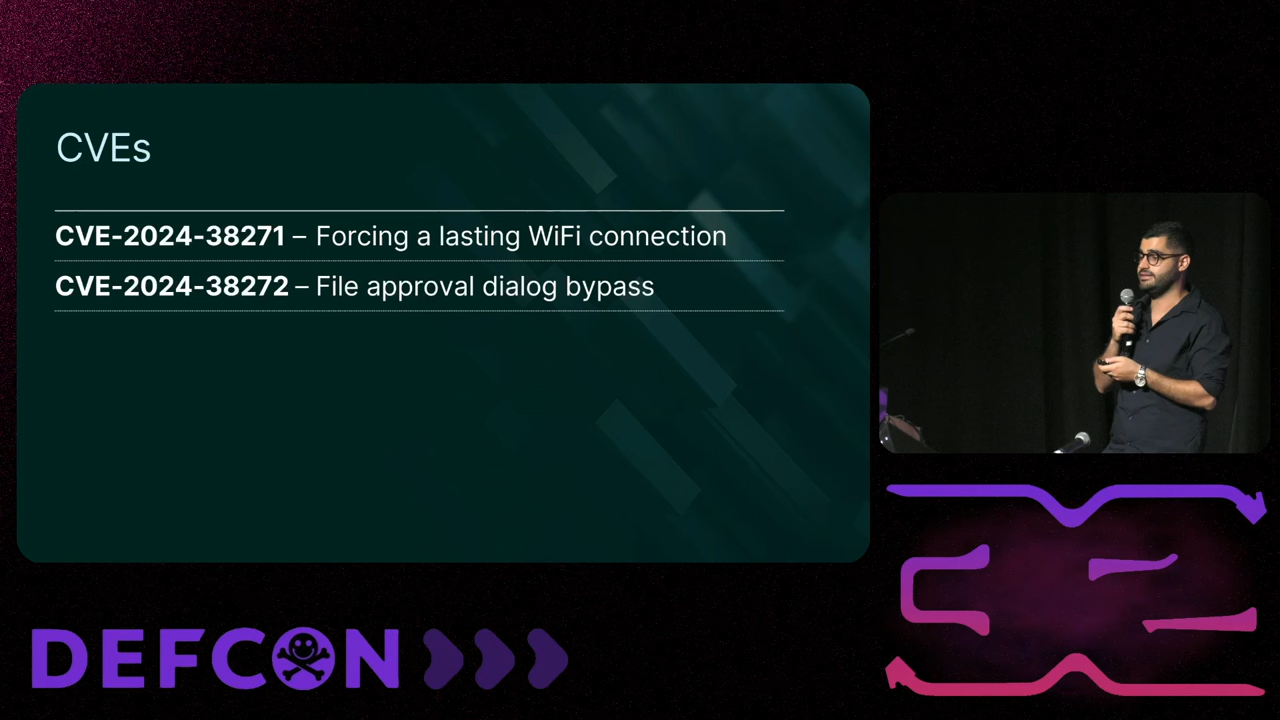 CVEs
CVE-2024-38271 – Forcing a lasting WiFi connection
CVE-2024-38272 – File approval dialog bypass
DEFCON